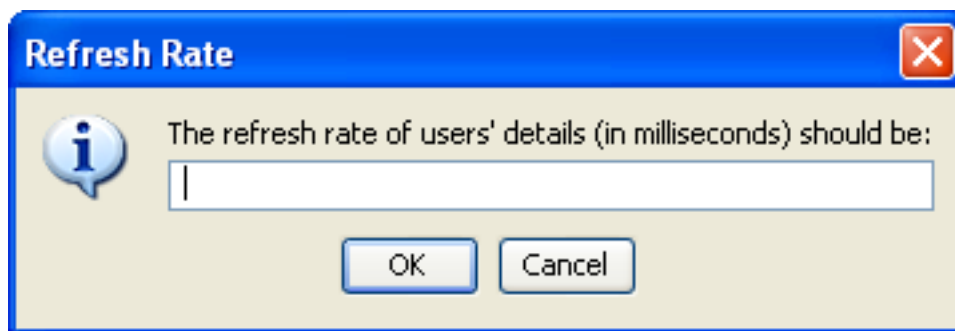 Refresh Rate
The refresh rate of users' details (in milliseconds) should be:
OK
Cancel